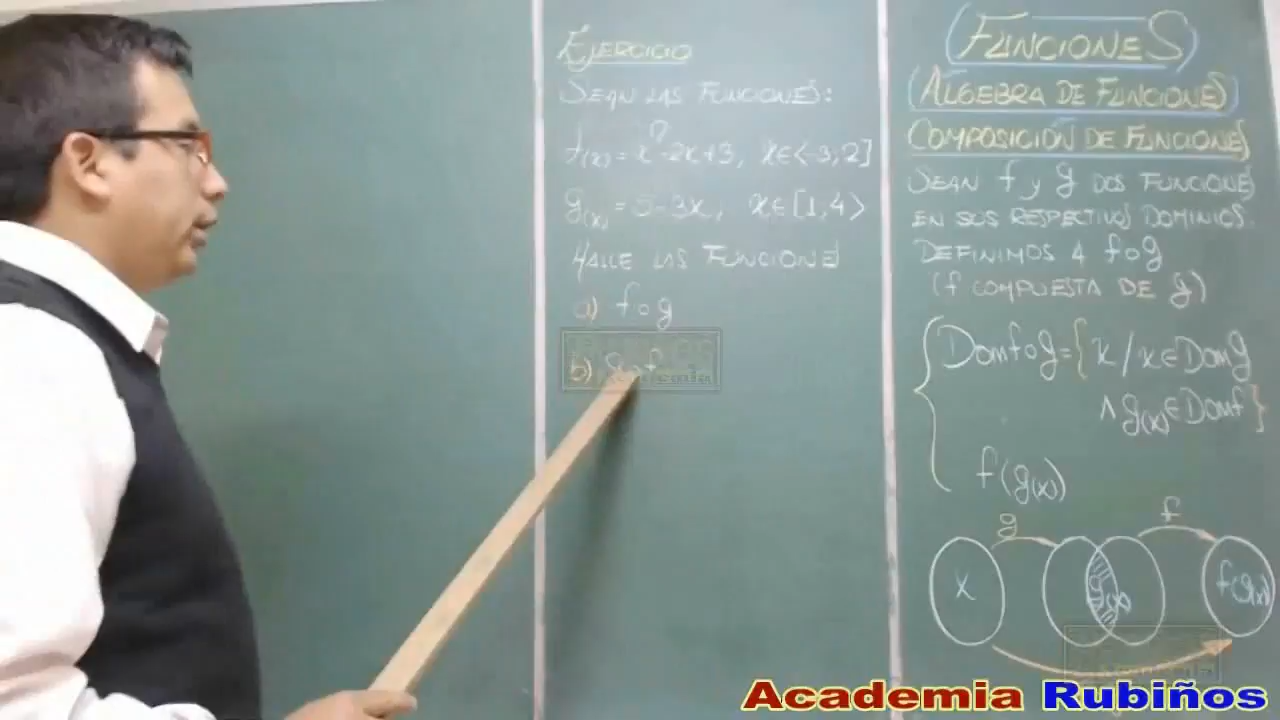 EJERCICIO
SEAN LAS FUNCIONES:
f(x) = x²-2x+3, x∈<-3;2]
g(x) = 5-3x, x∈[1,4>
HALLE LAS FUNCIONES
a) fog
b) gof
(FUNCIONES)
(ALGEBRA DE FUNCIONES)
COMPOSICIÓN DE FUNCIONES
SEAN f y g DOS FUNCIONES
EN SUS RESPECTIVOS DOMINIOS.
DEFINIMOS A fog
(f COMPUESTA DE g)
Domfog = {x/x∈Domg
∧ g(x)∈Domf}
f(g(x))
g f
x g(x) f(g(x))
Academia Rubiños